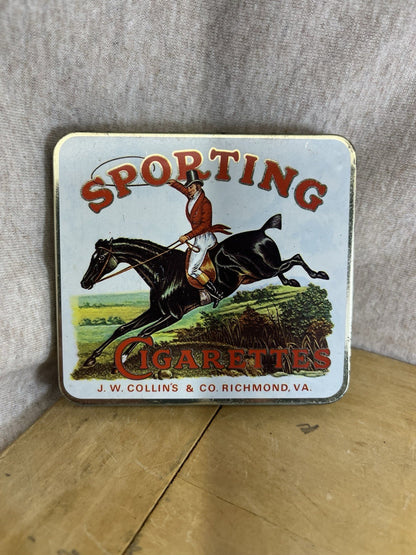 SPORTING
CIGARETTES
J. W. COLLIN'S & CO. RICHMOND, VA.